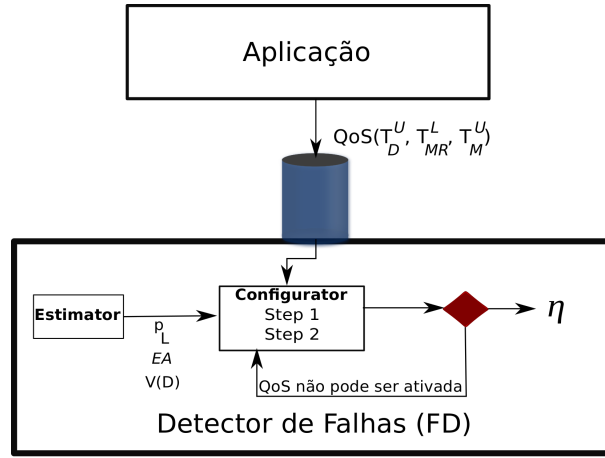 Aplicação
QoS(T_D^U, T_MR^L, T_M^U)
Estimator
Configurator
Step 1
Step 2
p_L
EA
V(D)
η
QoS não pode ser ativada
Detector de Falhas (FD)